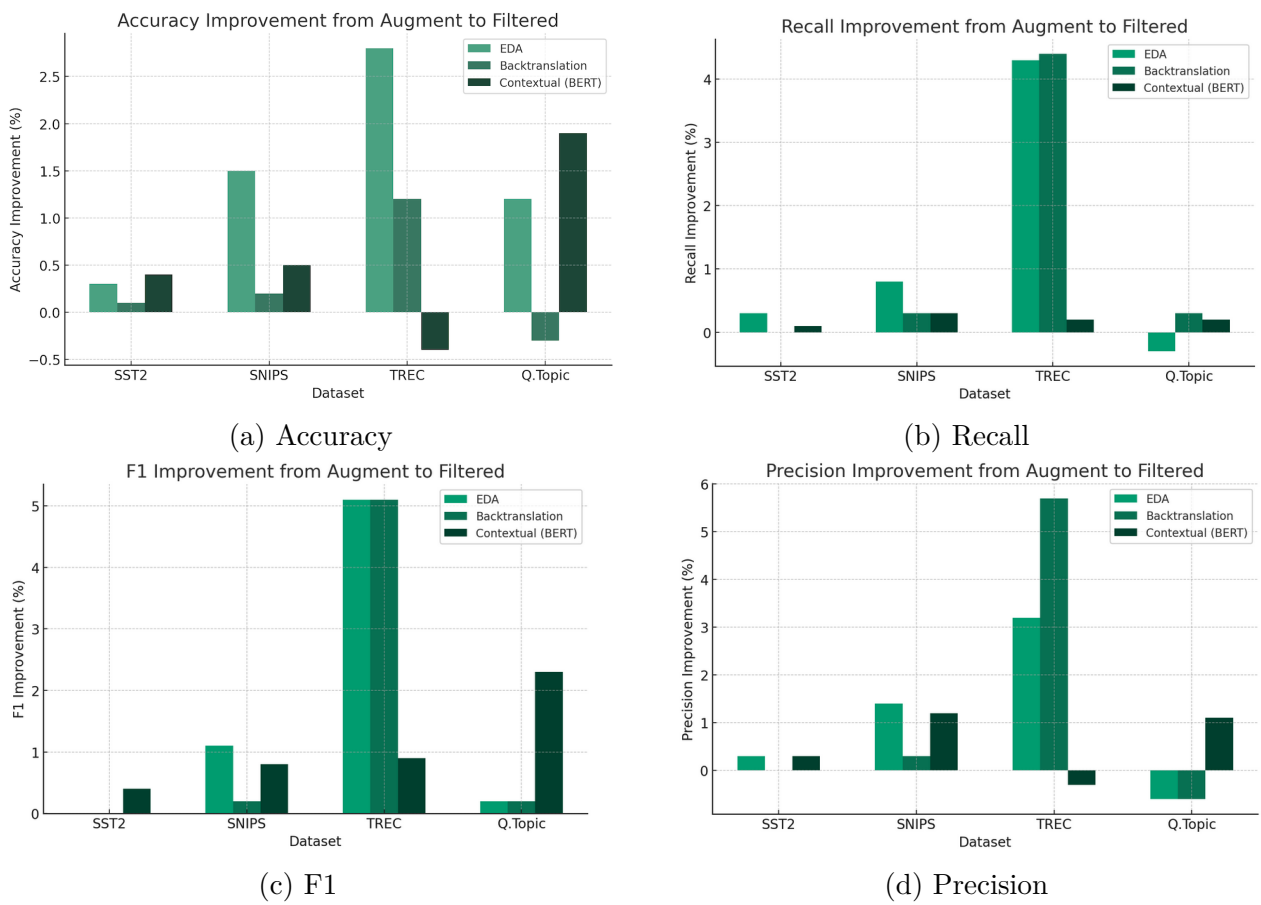 Accuracy Improvement from Augment to Filtered
Accuracy Improvement (%)
2.5
2.0
1.5
1.0
0.5
0.0
−0.5
EDA
Backtranslation
Contextual (BERT)
SST2 SNIPS TREC Q.Topic
Dataset
(a) Accuracy
Recall Improvement from Augment to Filtered
Recall Improvement (%)
4
3
2
1
0
EDA
Backtranslation
Contextual (BERT)
SST2 SNIPS TREC Q.Topic
Dataset
(b) Recall
F1 Improvement from Augment to Filtered
F1 Improvement (%)
5
4
3
2
1
0
EDA
Backtranslation
Contextual (BERT)
SST2 SNIPS TREC Q.Topic
Dataset
(c) F1
Precision Improvement from Augment to Filtered
Precision Improvement (%)
6
5
4
3
2
1
0
EDA
Backtranslation
Contextual (BERT)
SST2 SNIPS TREC Q.Topic
Dataset
(d) Precision